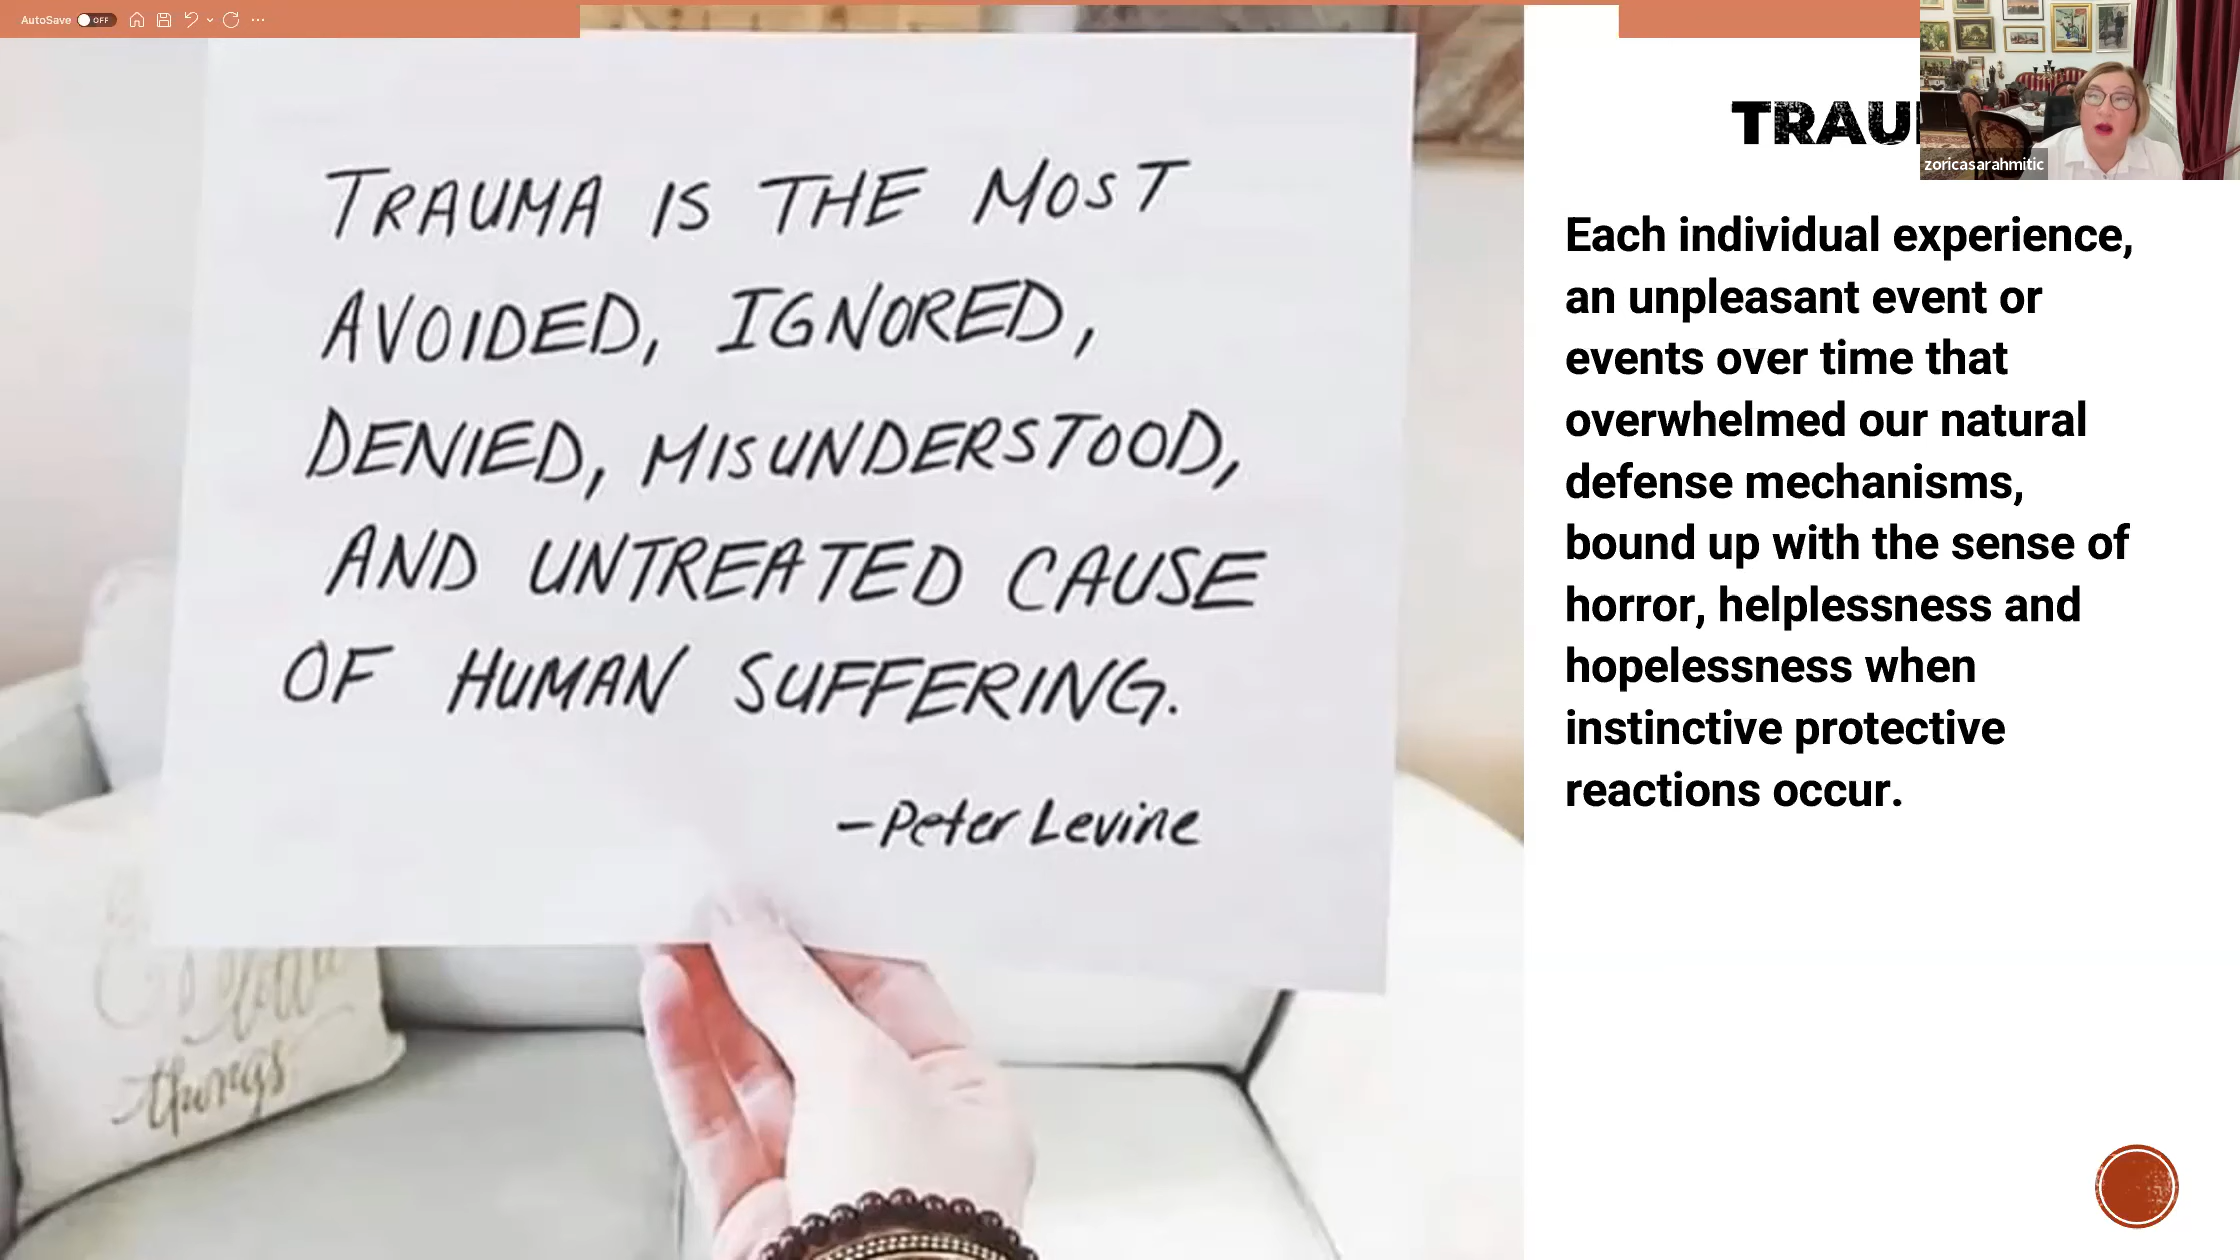 AutoSave OFF
TRAUMA IS THE MOST
AVOIDED, IGNORED,
DENIED, MISUNDERSTOOD,
AND UNTREATED CAUSE
OF HUMAN SUFFERING.
–Peter Levine
things
zoricasarahmitic
Each individual experience,
an unpleasant event or
events over time that
overwhelmed our natural
defense mechanisms,
bound up with the sense of
horror, helplessness and
hopelessness when
instinctive protective
reactions occur.